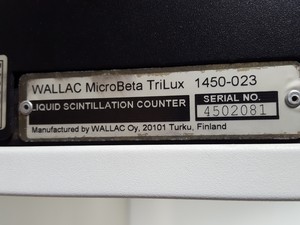 WALLAC MicroBeta TriLux 1450-023
LIQUID SCINTILLATION COUNTER
SERIAL NO.
4502081
Manufactured by WALLAC Oy, 20101 Turku, Finland